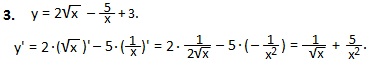 3. y = 2√x − 5/x + 3.
y' = 2·(√x)' − 5·(1/x)' = 2· 1/(2√x) − 5·(− 1/x²) = 1/√x + 5/x².